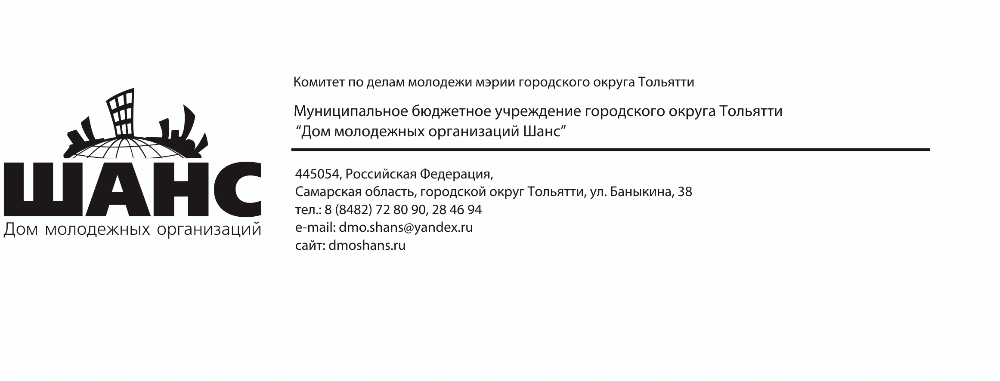 ШАНС
Дом молодежных организаций
Комитет по делам молодежи мэрии городского округа Тольятти
Муниципальное бюджетное учреждение городского округа Тольятти
“Дом молодежных организаций Шанс”
445054, Российская Федерация,
Самарская область, городской округ Тольятти, ул. Баныкина, 38
тел.: 8 (8482) 72 80 90, 28 46 94
e-mail: dmo.shans@yandex.ru
сайт: dmoshans.ru